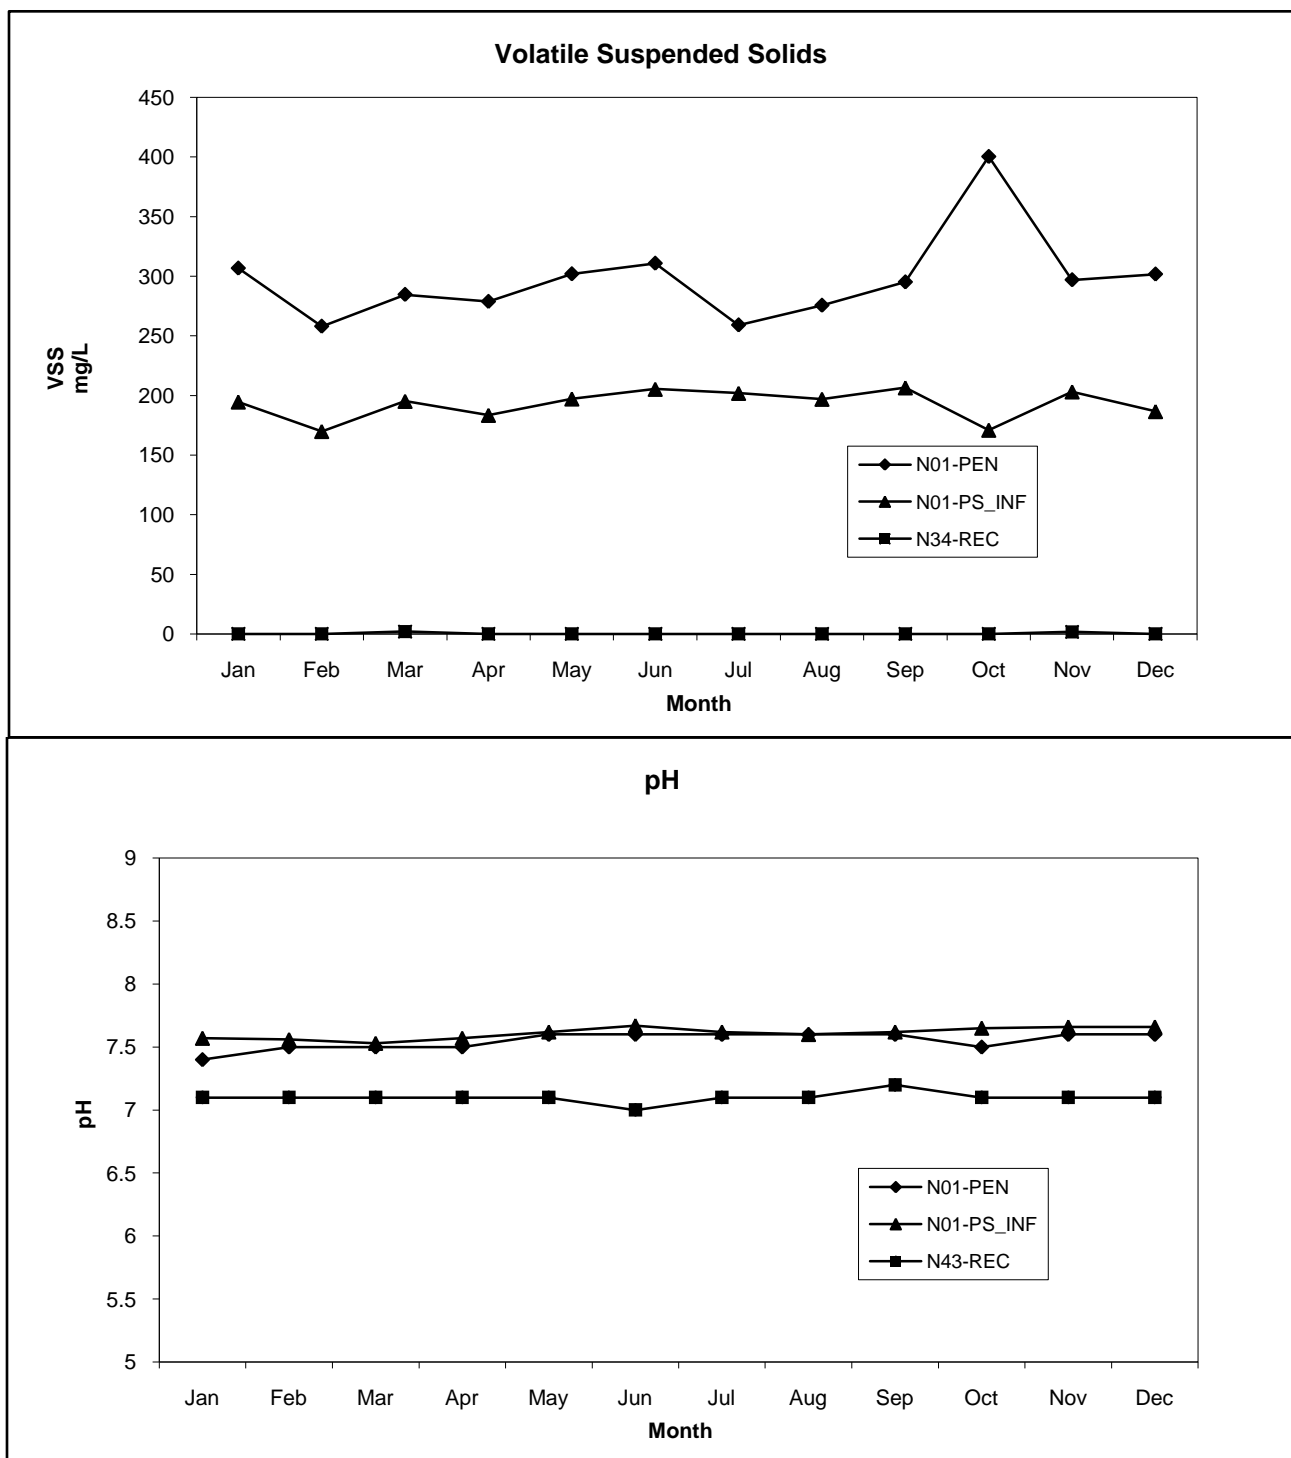 Volatile Suspended Solids
450
400
350
300
250
200
150
100
50
0
VSS
mg/L
N01-PEN
N01-PS_INF
N34-REC
Jan Feb Mar Apr May Jun Jul Aug Sep Oct Nov Dec
Month
pH
9
8.5
8
7.5
7
6.5
6
5.5
5
pH
N01-PEN
N01-PS_INF
N43-REC
Jan Feb Mar Apr May Jun Jul Aug Sep Oct Nov Dec
Month